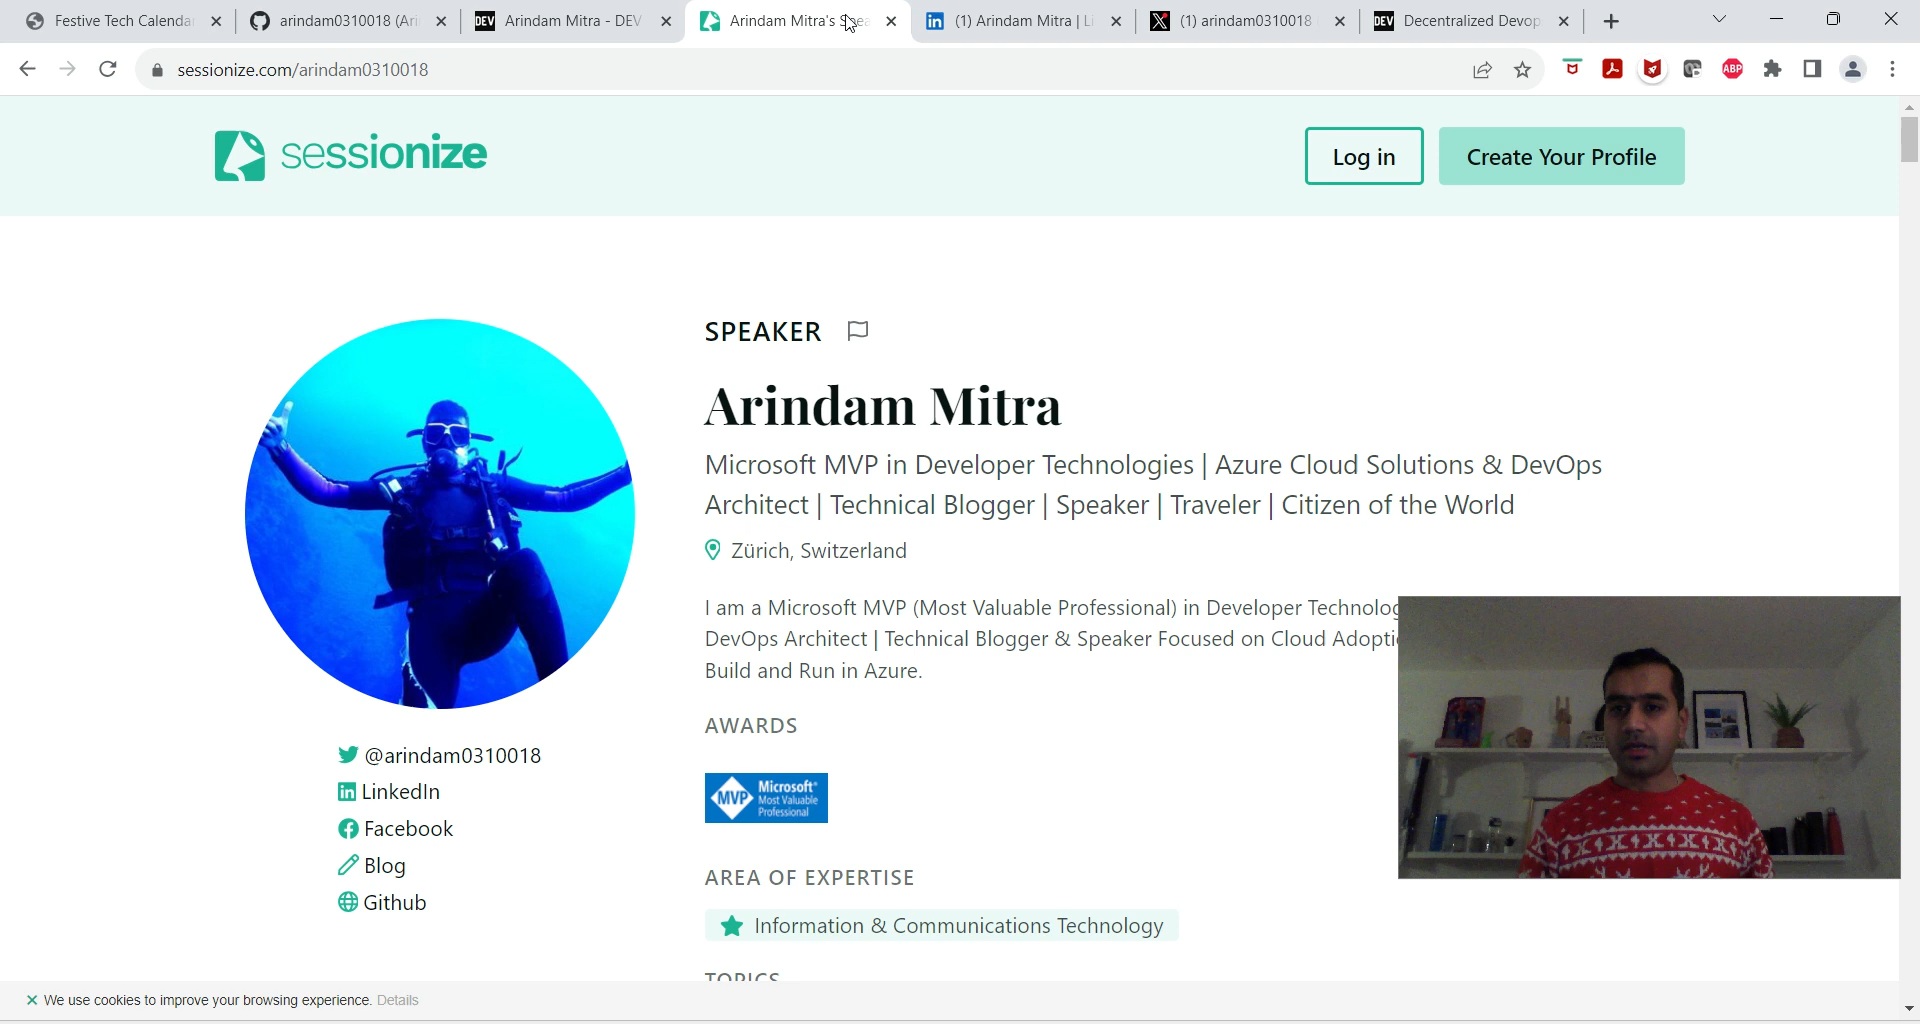 Festive Tech Calenda
arindam0310018 (Ari
DEV Arindam Mitra - DEV
Arindam Mitra's Spea
(1) Arindam Mitra | Li
(1) arindam0310018
DEV Decentralized Devop
sessionize.com/arindam0310018
ABP
sessionize
Log in
Create Your Profile
SPEAKER
Arindam Mitra
Microsoft MVP in Developer Technologies | Azure Cloud Solutions & DevOps
Architect | Technical Blogger | Speaker | Traveler | Citizen of the World
Zürich, Switzerland
I am a Microsoft MVP (Most Valuable Professional) in Developer Technolog
DevOps Architect | Technical Blogger & Speaker Focused on Cloud Adopti
Build and Run in Azure.
AWARDS
MVP Microsoft®
Most Valuable
Professional
@arindam0310018
LinkedIn
Facebook
Blog
Github
AREA OF EXPERTISE
Information & Communications Technology
TOPICS
We use cookies to improve your browsing experience. Details